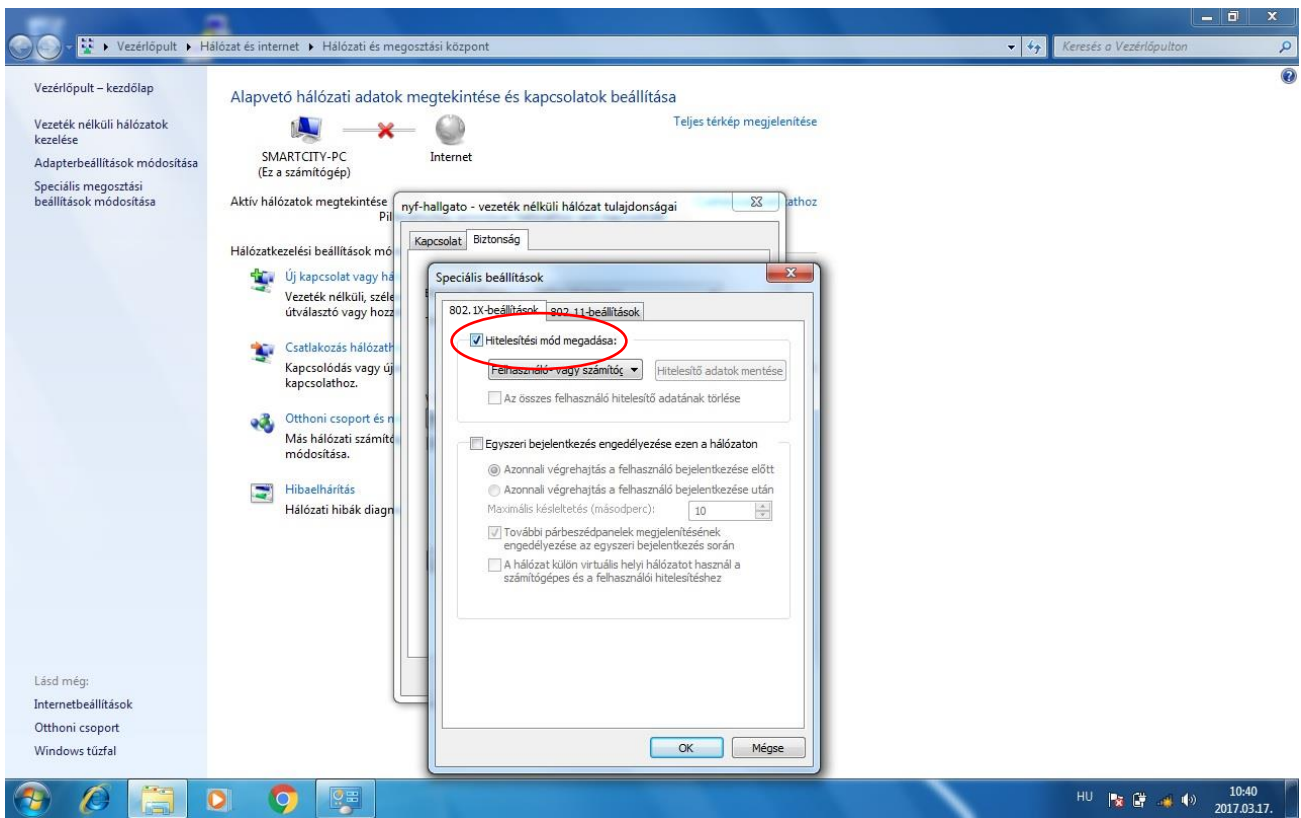 Vezérlőpult ▸ Hálózat és internet ▸ Hálózati és megosztási központ
Keresés a Vezérlőpulton
Vezérlőpult – kezdőlap
Vezeték nélküli hálózatok
kezelése
Adapterbeállítások módosítása
Speciális megosztási
beállítások módosítása
Alapvető hálózati adatok megtekintése és kapcsolatok beállítása
Teljes térkép megjelenítése
SMARTCITY-PC
(Ez a számítógép)
Internet
Aktív hálózatok megtekintése
athoz
Pil
Hálózatkezelési beállítások mó
Új kapcsolat vagy há
Vezeték nélküli, széle
útválasztó vagy hozz
Csatlakozás hálózath
Kapcsolódás vagy új
kapcsolathoz.
Otthoni csoport és n
Más hálózati számító
módosítása.
Hibaelhárítás
Hálózati hibák diagn
nyf-hallgato - vezeték nélküli hálózat tulajdonságai
Kapcsolat
Biztonság
Speciális beállítások
802.1X-beállítások
802.11-beállítások
Hitelesítési mód megadása:
Felhasználó- vagy számítóg
Hitelesítő adatok mentése
Az összes felhasználó hitelesítő adatának törlése
Egyszeri bejelentkezés engedélyezése ezen a hálózaton
Azonnali végrehajtás a felhasználó bejelentkezése előtt
Azonnali végrehajtás a felhasználó bejelentkezése után
Maximális késleltetés (másodperc):
10
További párbeszédpanelek megjelenítésének
engedélyezése az egyszeri bejelentkezés során
A hálózat külön virtuális helyi hálózatot használ a
számítógépes és a felhasználói hitelesítéshez
OK
Mégse
Lásd még:
Internetbeállítások
Otthoni csoport
Windows tűzfal
HU
10:40
2017.03.17.